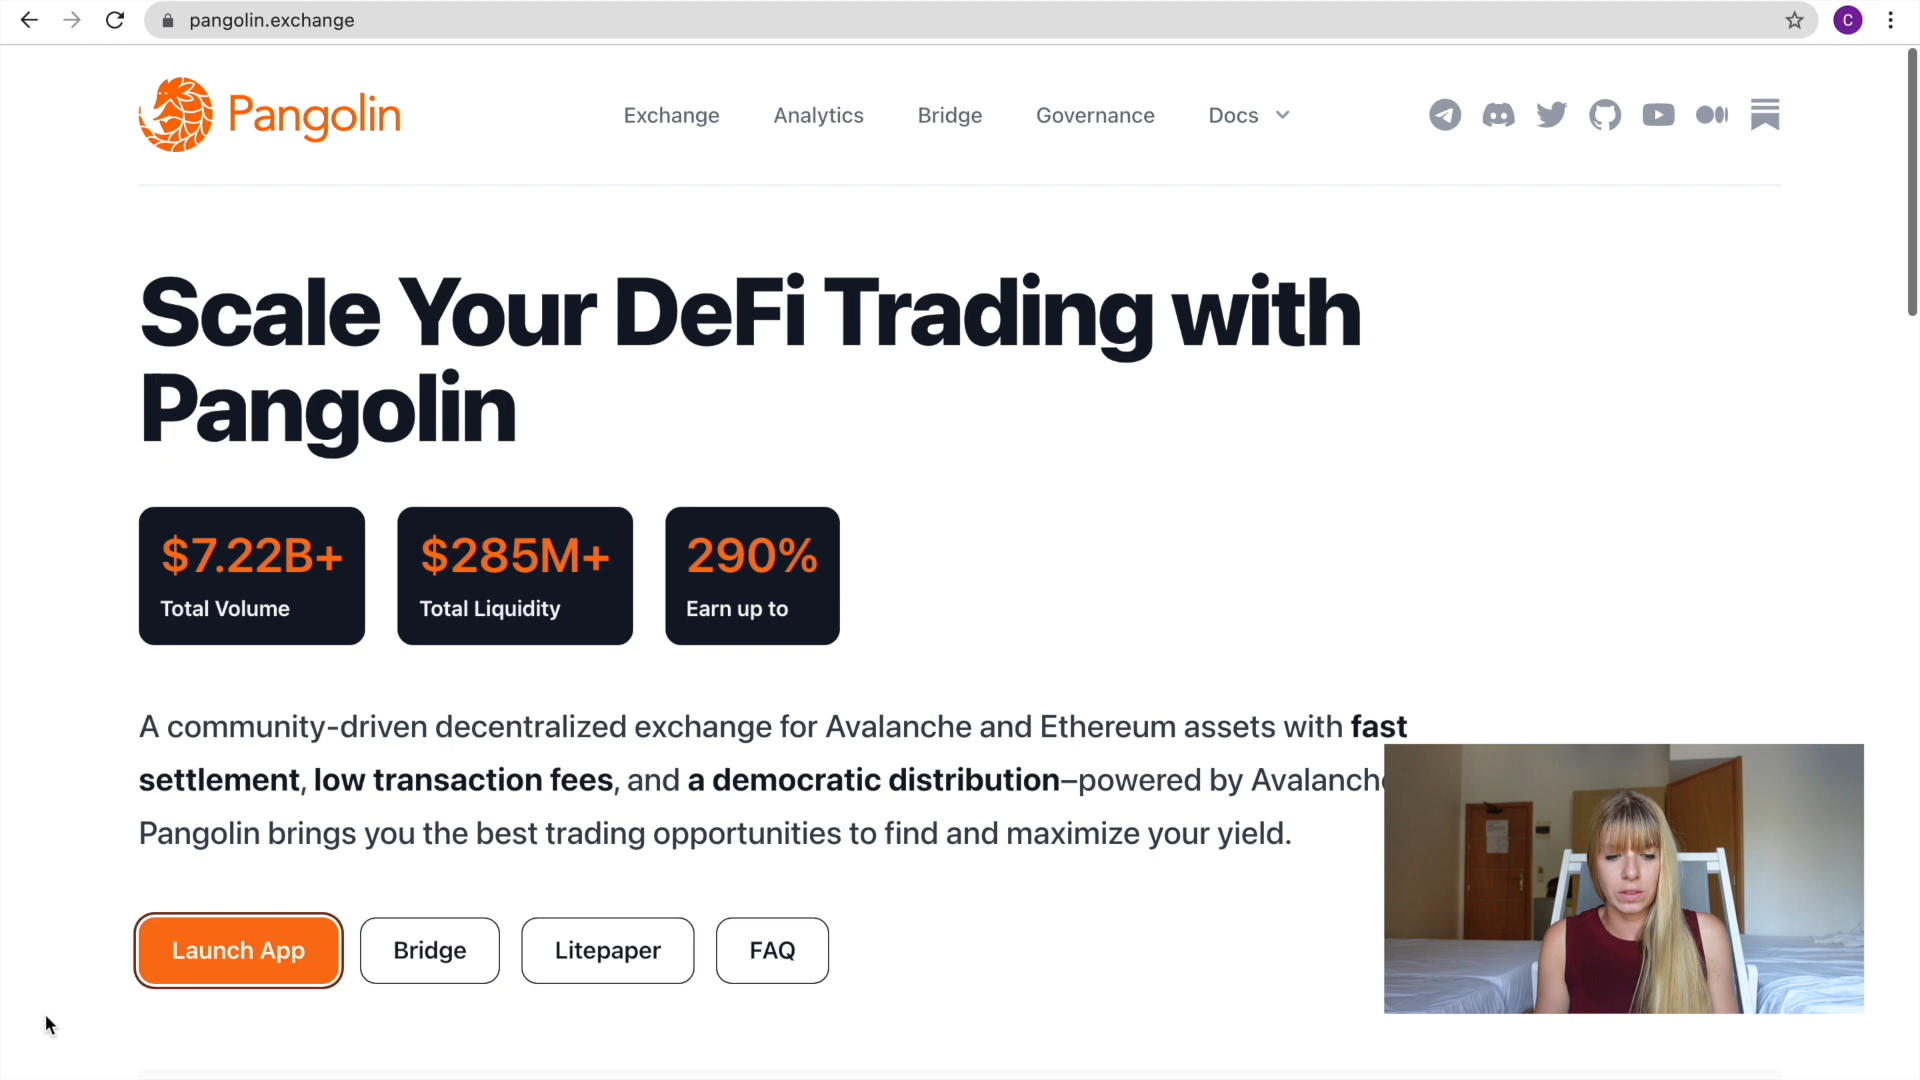 pangolin.exchange
C
Pangolin
Exchange
Analytics
Bridge
Governance
Docs
Scale Your DeFi Trading with
Pangolin
$7.22B+
Total Volume
$285M+
Total Liquidity
290%
Earn up to
A community-driven decentralized exchange for Avalanche and Ethereum assets with fast
settlement, low transaction fees, and a democratic distribution–powered by Avalanche
Pangolin brings you the best trading opportunities to find and maximize your yield.
Launch App
Bridge
Litepaper
FAQ